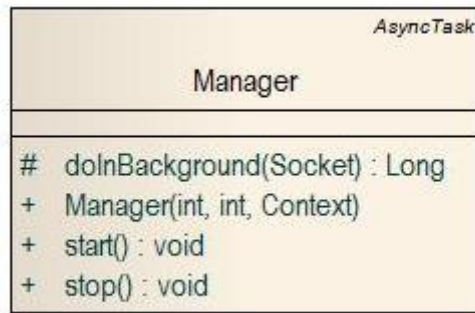 AsyncTask
Manager
# doInBackground(Socket) : Long
+ Manager(int, int, Context)
+ start() : void
+ stop() : void